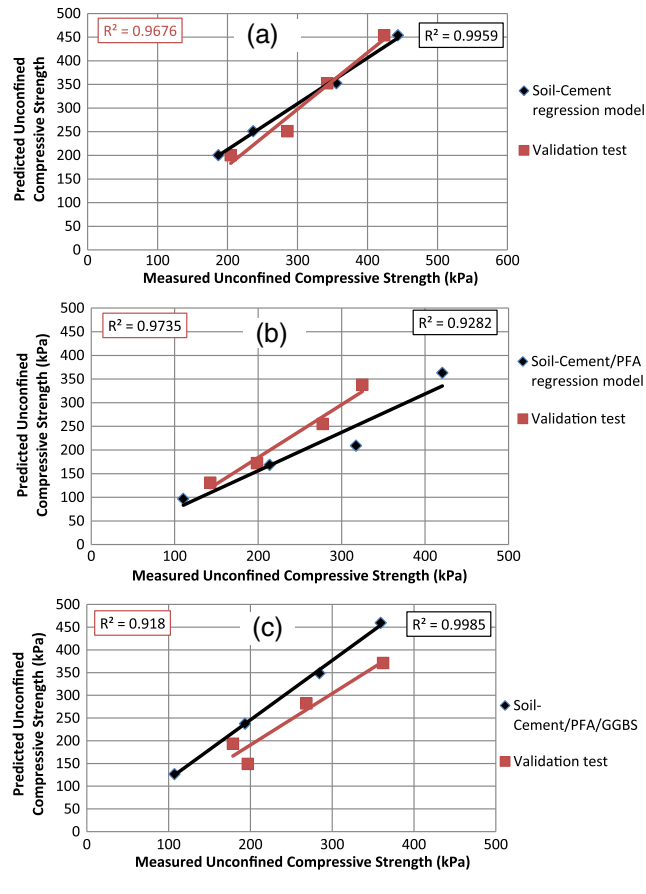 R² = 0.9676
(a)
R² = 0.9959
Predicted Unconfined
Compressive Strength
500
450
400
350
300
250
200
150
100
50
0
0 100 200 300 400 500 600
Measured Unconfined Compressive Strength (kPa)
Soil-Cement
regression model
Validation test
R² = 0.9735
(b)
R² = 0.9282
Predicted Unconfined
Compressive Strength (kPa)
500
450
400
350
300
250
200
150
100
50
0
0 100 200 300 400 500
Measured Unconfined Compressive Strength (kPa)
Soil-Cement/PFA
regression model
Validation test
R² = 0.918
(c)
R² = 0.9985
Predicted Unconfined
Compressive Strength (kPa)
500
450
400
350
300
250
200
150
100
50
0
0 100 200 300 400 500
Measured Unconfined Compressive Strength (kPa)
Soil-
Cement/PFA/GGBS
Validation test